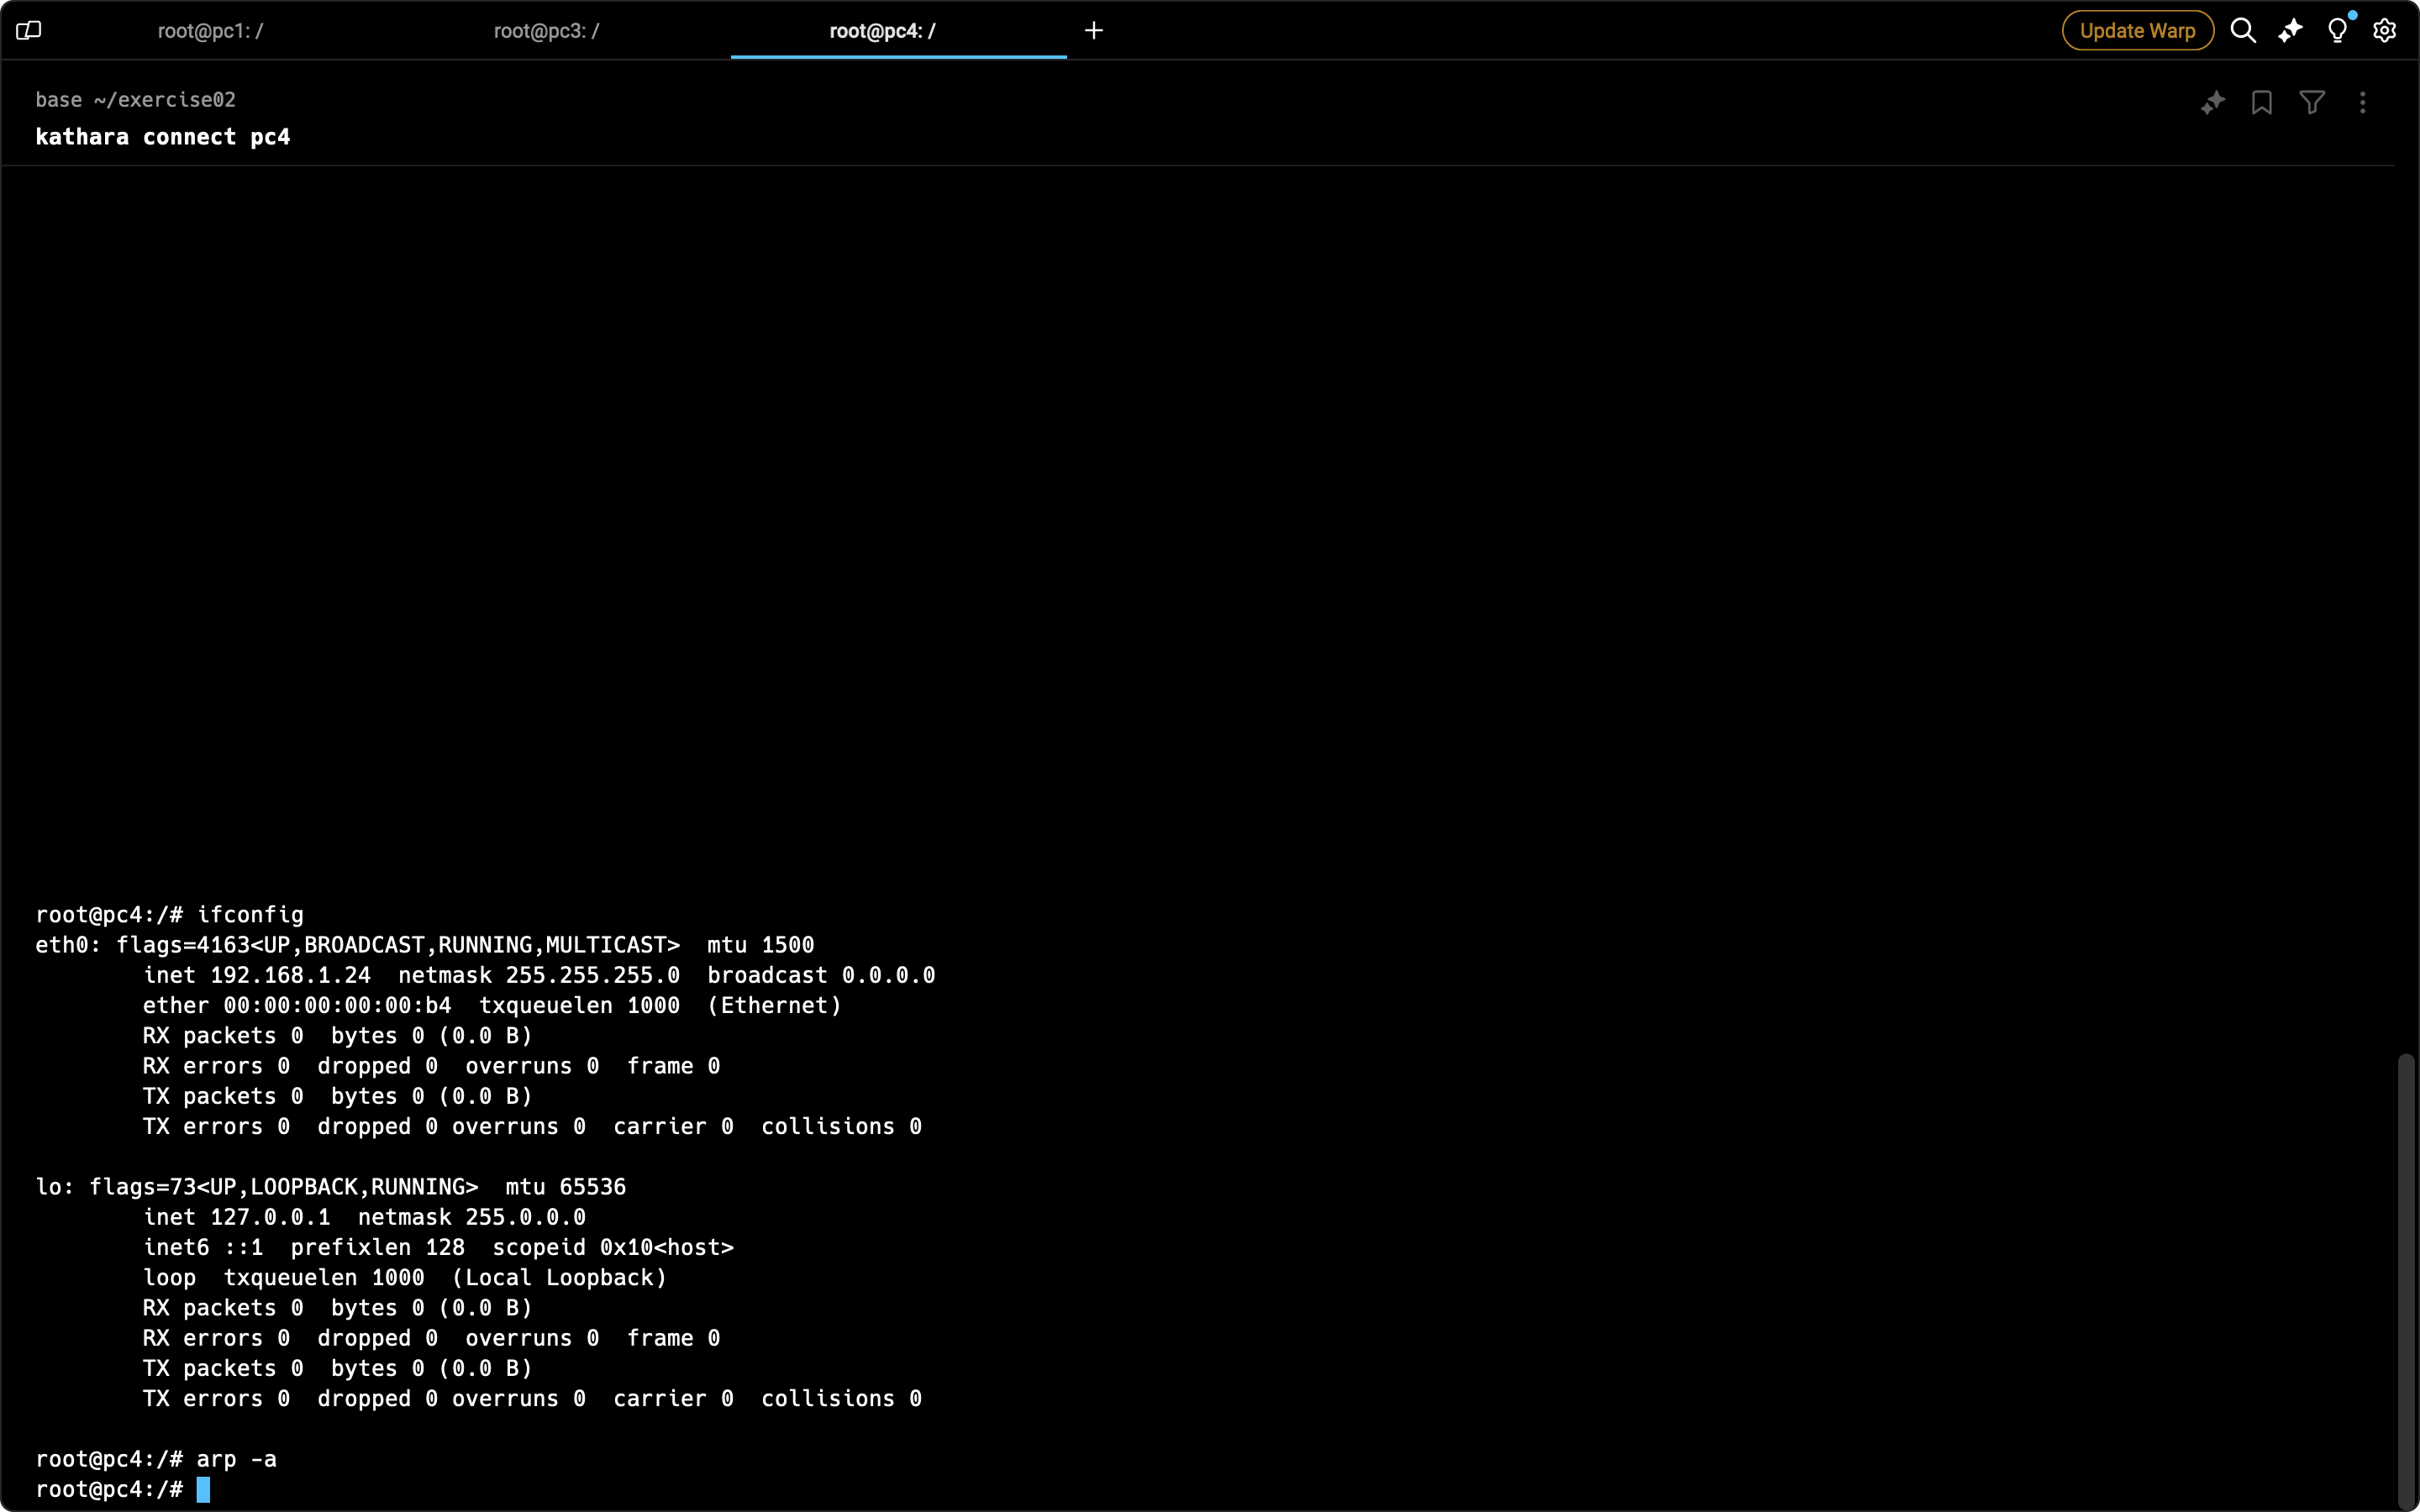 root@pc1: /
root@pc3: /
root@pc4: /
Update Warp
base ~/exercise02
kathara connect pc4
root@pc4:/# ifconfig
eth0: flags=4163<UP,BROADCAST,RUNNING,MULTICAST>  mtu 1500
        inet 192.168.1.24  netmask 255.255.255.0  broadcast 0.0.0.0
        ether 00:00:00:00:00:b4  txqueuelen 1000  (Ethernet)
        RX packets 0  bytes 0 (0.0 B)
        RX errors 0  dropped 0  overruns 0  frame 0
        TX packets 0  bytes 0 (0.0 B)
        TX errors 0  dropped 0 overruns 0  carrier 0  collisions 0
lo: flags=73<UP,LOOPBACK,RUNNING>  mtu 65536
        inet 127.0.0.1  netmask 255.0.0.0
        inet6 ::1  prefixlen 128  scopeid 0x10<host>
        loop  txqueuelen 1000  (Local Loopback)
        RX packets 0  bytes 0 (0.0 B)
        RX errors 0  dropped 0  overruns 0  frame 0
        TX packets 0  bytes 0 (0.0 B)
        TX errors 0  dropped 0 overruns 0  carrier 0  collisions 0
root@pc4:/# arp -a
root@pc4:/#